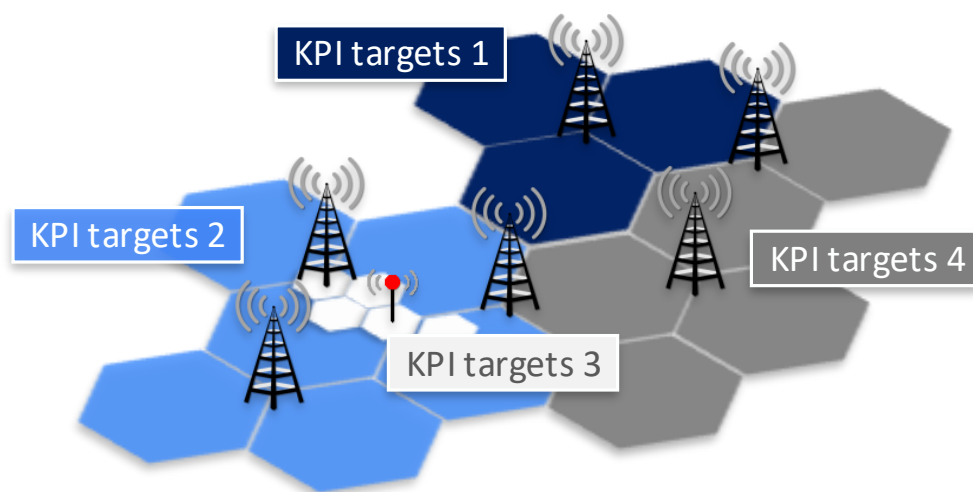 KPI targets 1
KPI targets 2
KPI targets 4
KPI targets 3